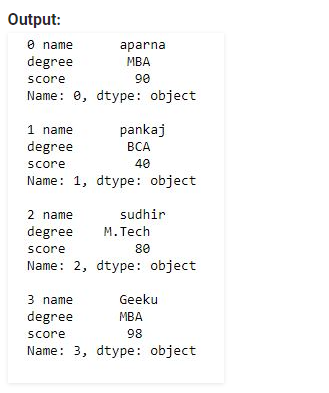 Output:
0 name      aparna
degree       MBA
score         90
Name: 0, dtype: object
1 name      pankaj
degree       BCA
score         40
Name: 1, dtype: object
2 name      sudhir
degree    M.Tech
score         80
Name: 2, dtype: object
3 name      Geeku
degree      MBA
score        98
Name: 3, dtype: object